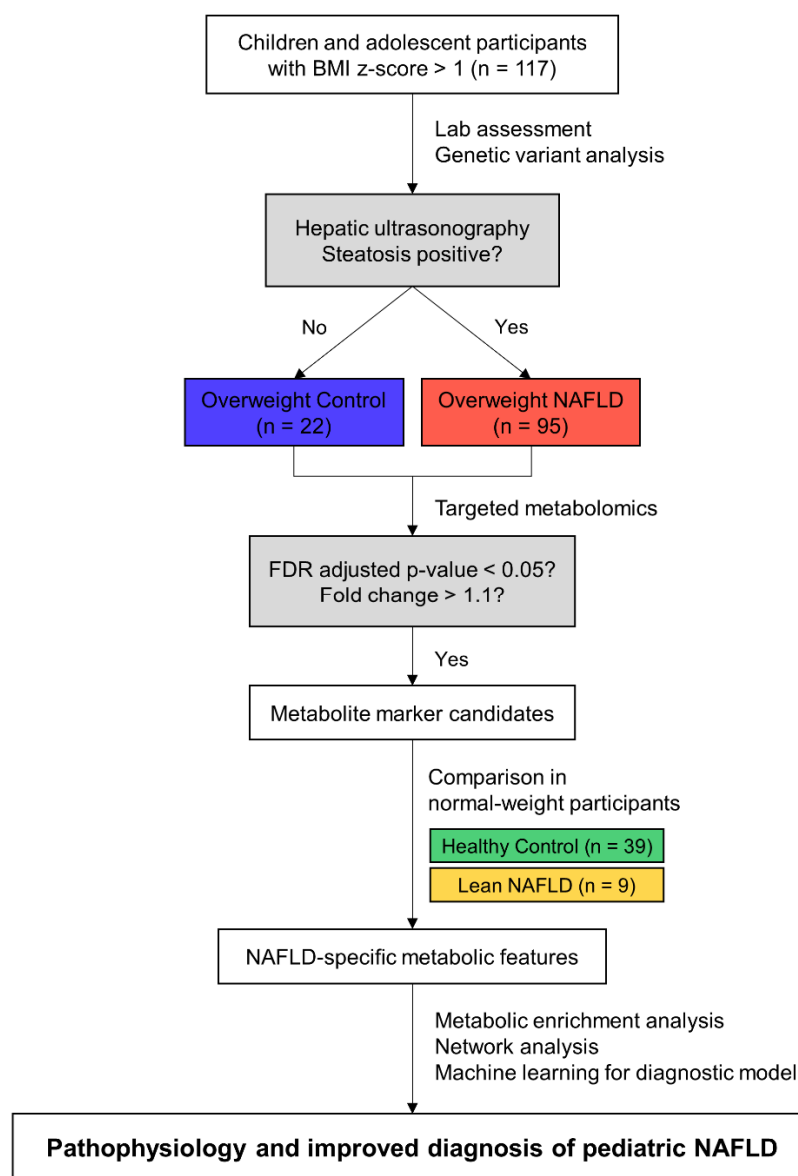 Children and adolescent participants
with BMI z-score > 1 (n = 117)
Lab assessment
Genetic variant analysis
Hepatic ultrasonography
Steatosis positive?
No
Yes
Overweight Control
(n = 22)
Overweight NAFLD
(n = 95)
Targeted metabolomics
FDR adjusted p-value < 0.05?
Fold change > 1.1?
Yes
Metabolite marker candidates
Comparison in
normal-weight participants
Healthy Control (n = 39)
Lean NAFLD (n = 9)
NAFLD-specific metabolic features
Metabolic enrichment analysis
Network analysis
Machine learning for diagnostic model
Pathophysiology and improved diagnosis of pediatric NAFLD